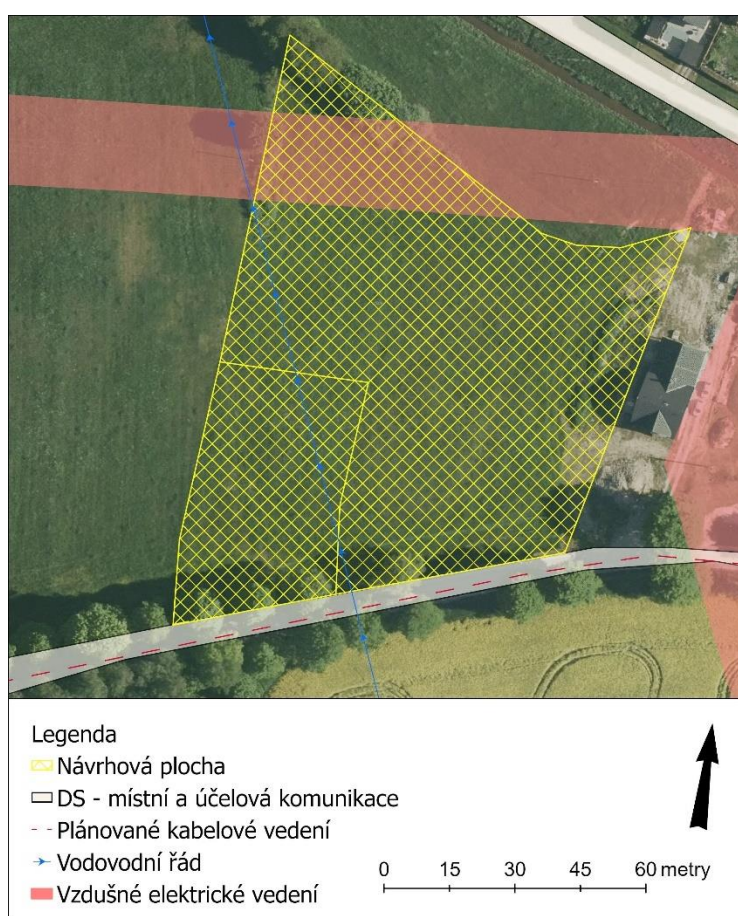 Legenda
Návrhová plocha
DS - místní a účelová komunikace
Plánované kabelové vedení
Vodovodní řád
Vzdušné elektrické vedení
0 15 30 45 60 metry